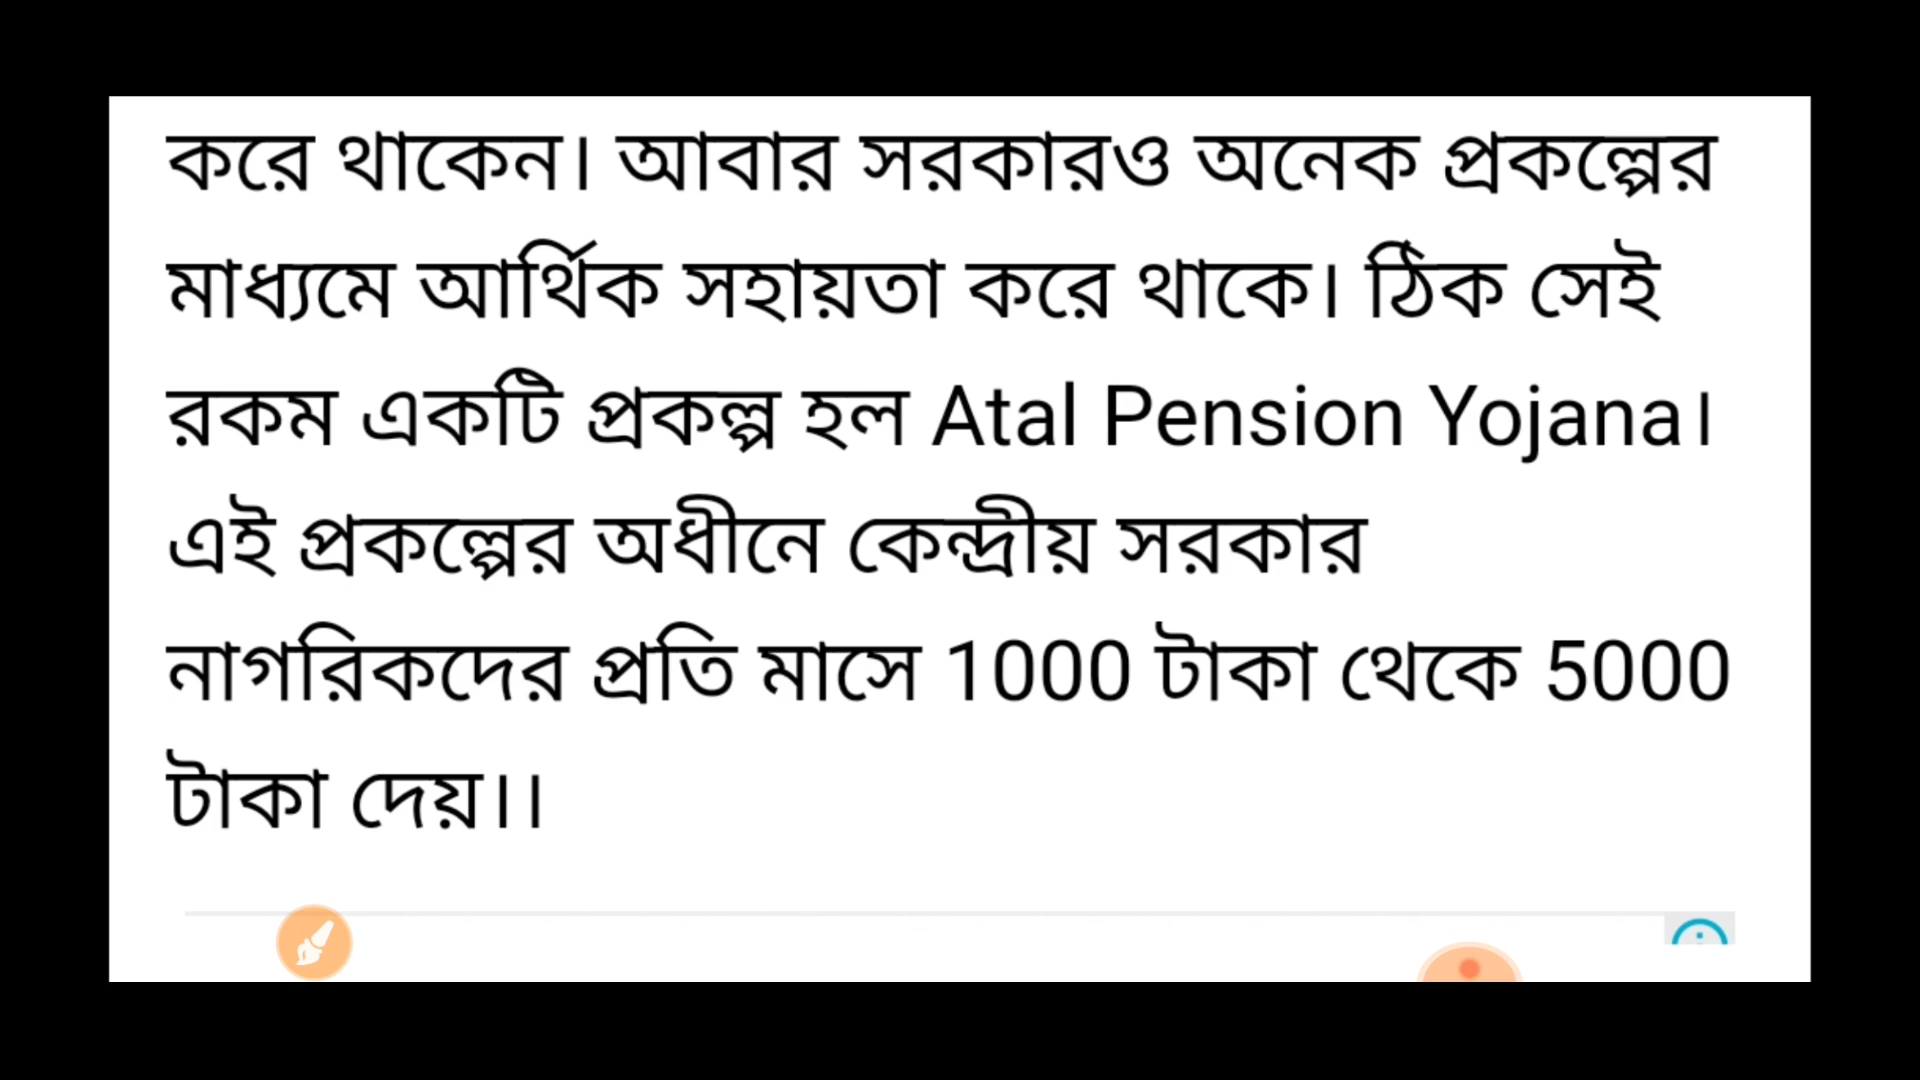 করে থাকেন। আবার সরকারও অনেক প্রকল্পের
মাধ্যমে আর্থিক সহায়তা করে থাকে। ঠিক সেই
রকম একটি প্রকল্প হল Atal Pension Yojana।
এই প্রকল্পের অধীনে কেন্দ্রীয় সরকার
নাগরিকদের প্রতি মাসে 1000 টাকা থেকে 5000
টাকা দেয়।।